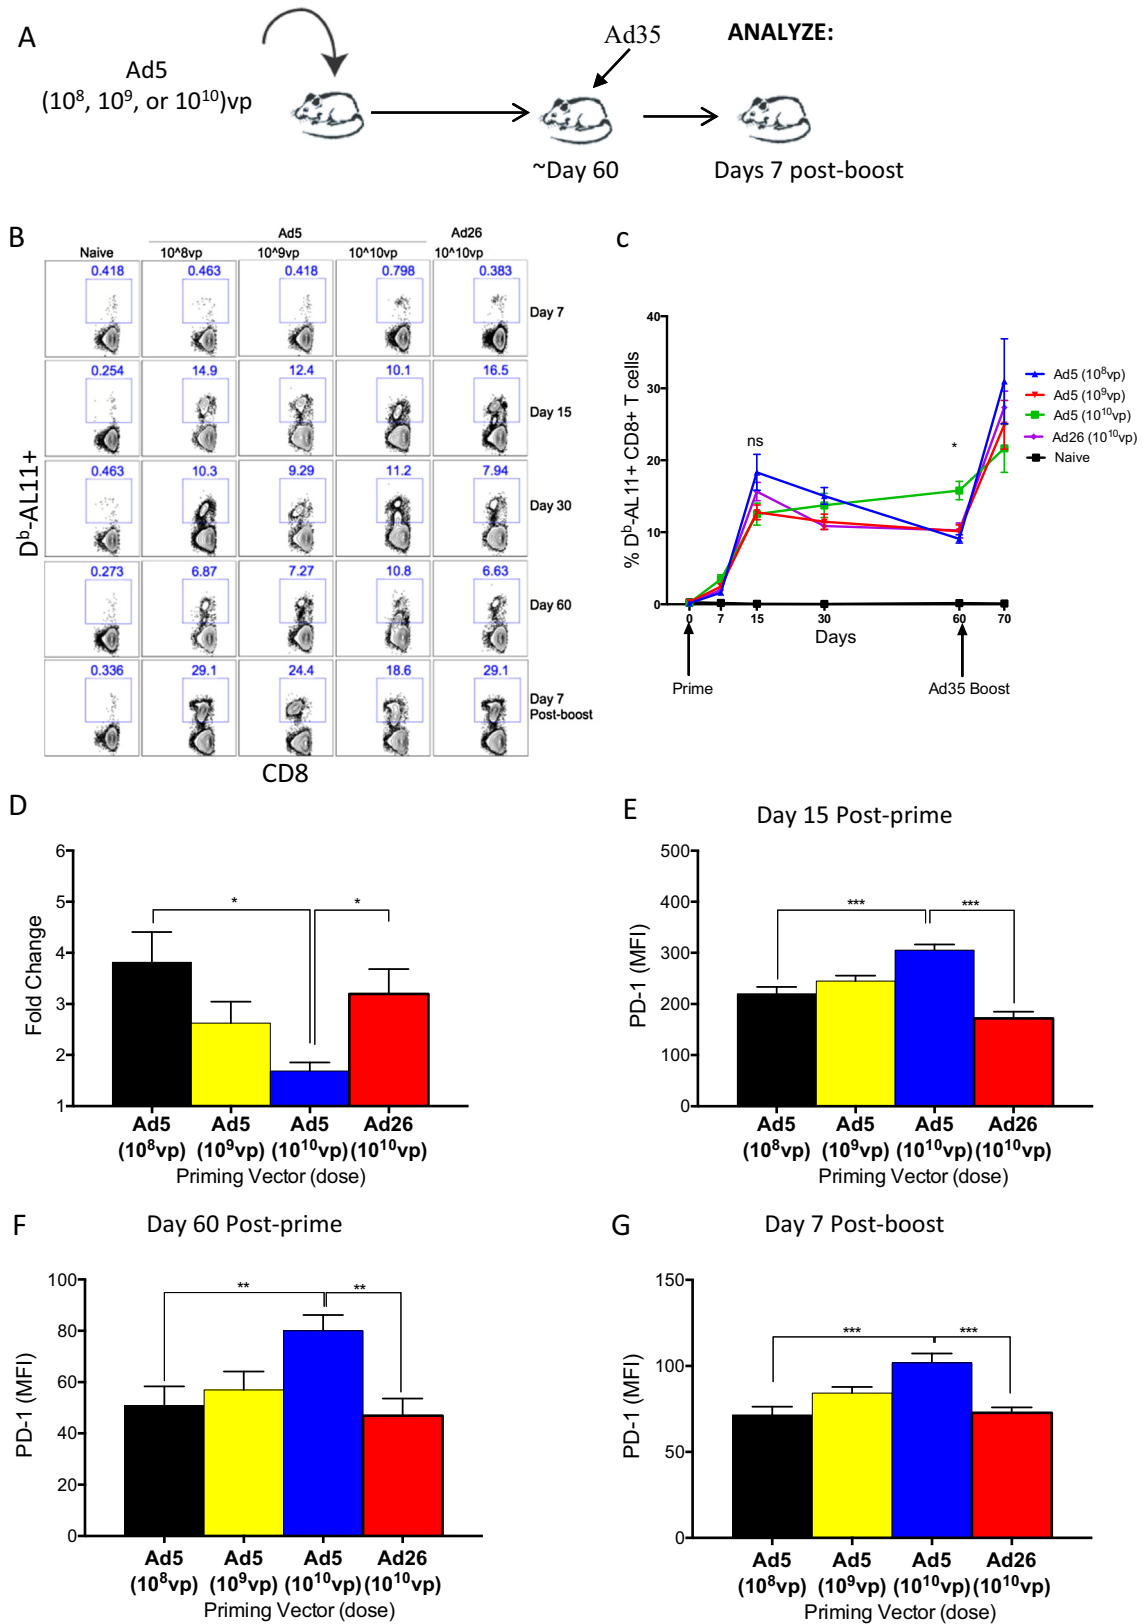 A
Ad5
(10⁸, 10⁹, or 10¹⁰)vp
Ad35
ANALYZE:
~Day 60
Days 7 post-boost
B
Ad5
Ad26
Naive
10^8vp
10^9vp
10^10vp
10^10vp
0.418
0.463
0.418
0.798
0.383
Day 7
0.254
14.9
12.4
10.1
16.5
Day 15
0.463
10.3
9.29
11.2
7.94
Day 30
0.273
6.87
7.27
10.8
6.63
Day 60
0.336
29.1
24.4
18.6
29.1
Day 7
Post-boost
Dᵇ-AL11+
CD8
c
% Dᵇ-AL11+ CD8+ T cells
40
30
20
10
0
ns
*
0
7
15
30
60
70
Days
Prime
Ad35 Boost
Ad5 (10⁸vp)
Ad5 (10⁹vp)
Ad5 (10¹⁰vp)
Ad26 (10¹⁰vp)
Naive
D
Fold Change
6
5
4
3
2
1
*
*
Ad5
(10⁸vp)
Ad5
(10⁹vp)
Ad5
(10¹⁰vp)
Ad26
(10¹⁰vp)
Priming Vector (dose)
E
Day 15 Post-prime
PD-1 (MFI)
500
400
300
200
100
0
***
***
Ad5
(10⁸vp)
Ad5
(10⁹vp)
Ad5
(10¹⁰vp)
Ad26
(10¹⁰vp)
Priming Vector (dose)
F
Day 60 Post-prime
PD-1 (MFI)
100
80
60
40
20
0
**
**
Ad5
(10⁸vp)
Ad5
(10⁹vp)
Ad5
(10¹⁰vp)
Ad26
(10¹⁰vp)
Priming Vector (dose)
G
Day 7 Post-boost
PD-1 (MFI)
150
100
50
0
***
***
Ad5
(10⁸vp)
Ad5
(10⁹vp)
Ad5
(10¹⁰vp)
Ad26
(10¹⁰vp)
Priming Vector (dose)